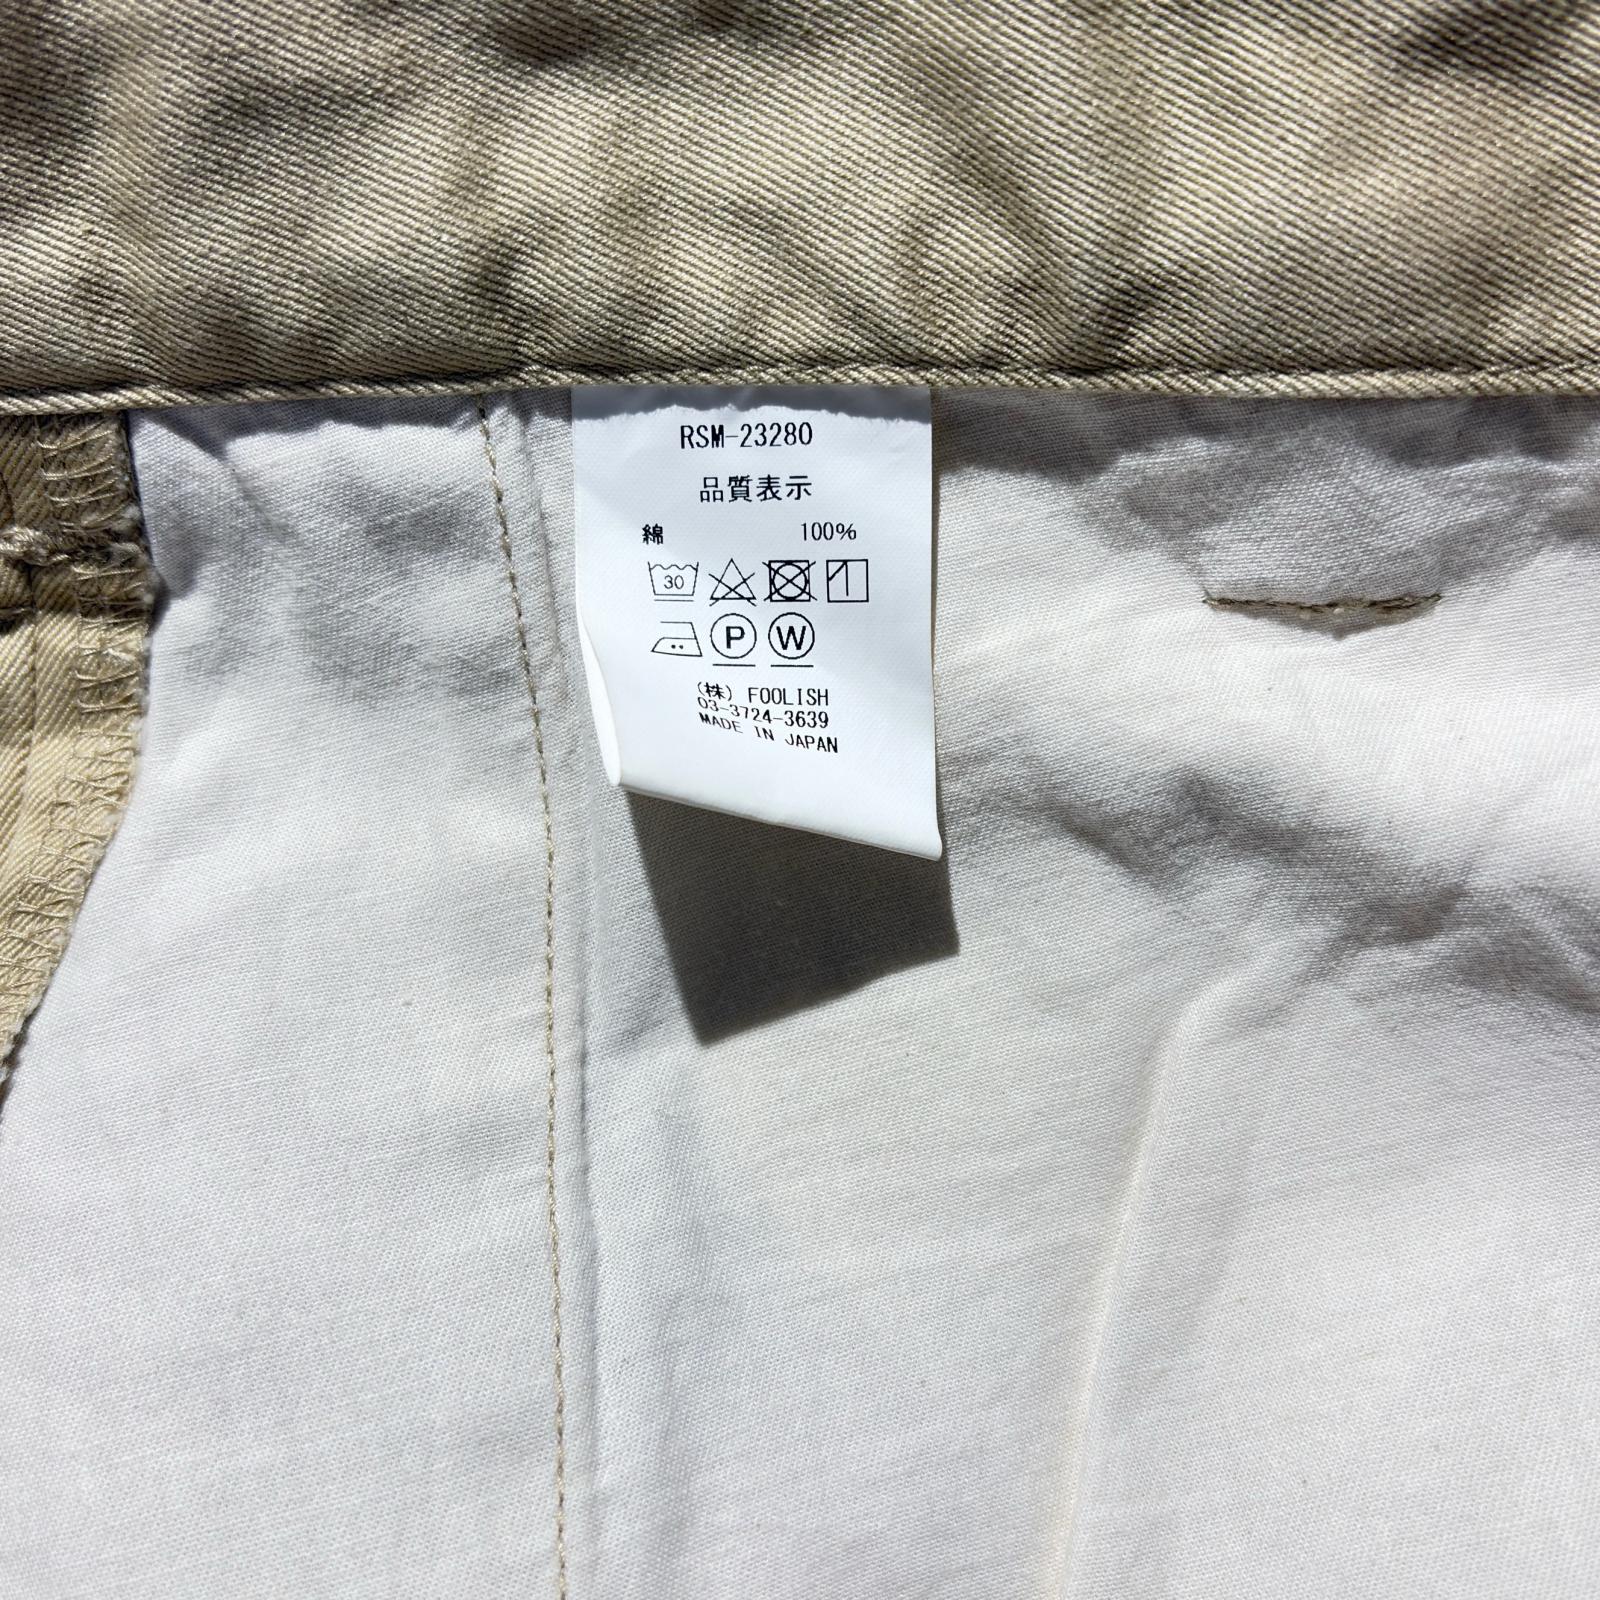 RSM-23280
品質表示
綿 100%
30
P W
(株) FOOLISH
03-3724-3639
MADE IN JAPAN